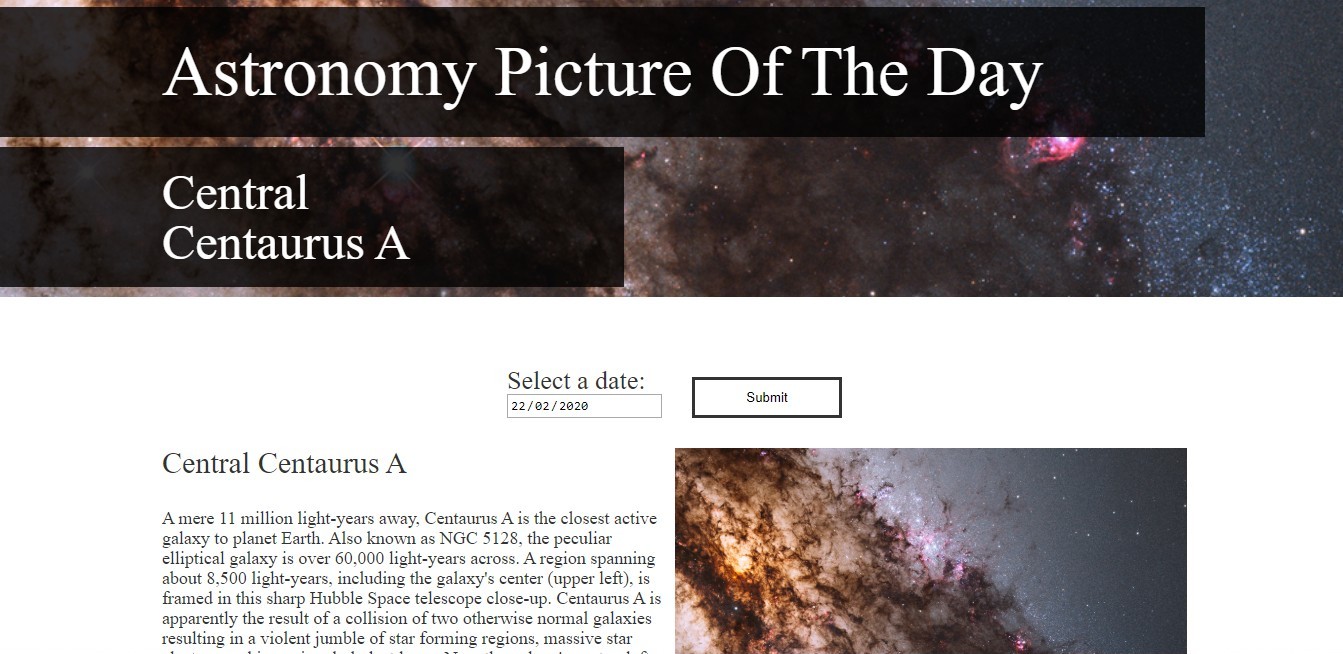 Astronomy Picture Of The Day
Central
Centaurus A
Select a date:
22/02/2020
Submit
Central Centaurus A
A mere 11 million light-years away, Centaurus A is the closest active
galaxy to planet Earth. Also known as NGC 5128, the peculiar
elliptical galaxy is over 60,000 light-years across. A region spanning
about 8,500 light-years, including the galaxy's center (upper left), is
framed in this sharp Hubble Space telescope close-up. Centaurus A is
apparently the result of a collision of two otherwise normal galaxies
resulting in a violent jumble of star forming regions, massive star